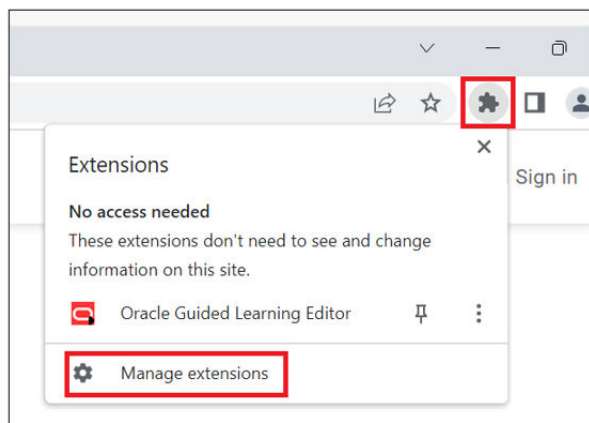 Extensions
Sign in
No access needed
These extensions don't need to see and change
information on this site.
Oracle Guided Learning Editor
Manage extensions